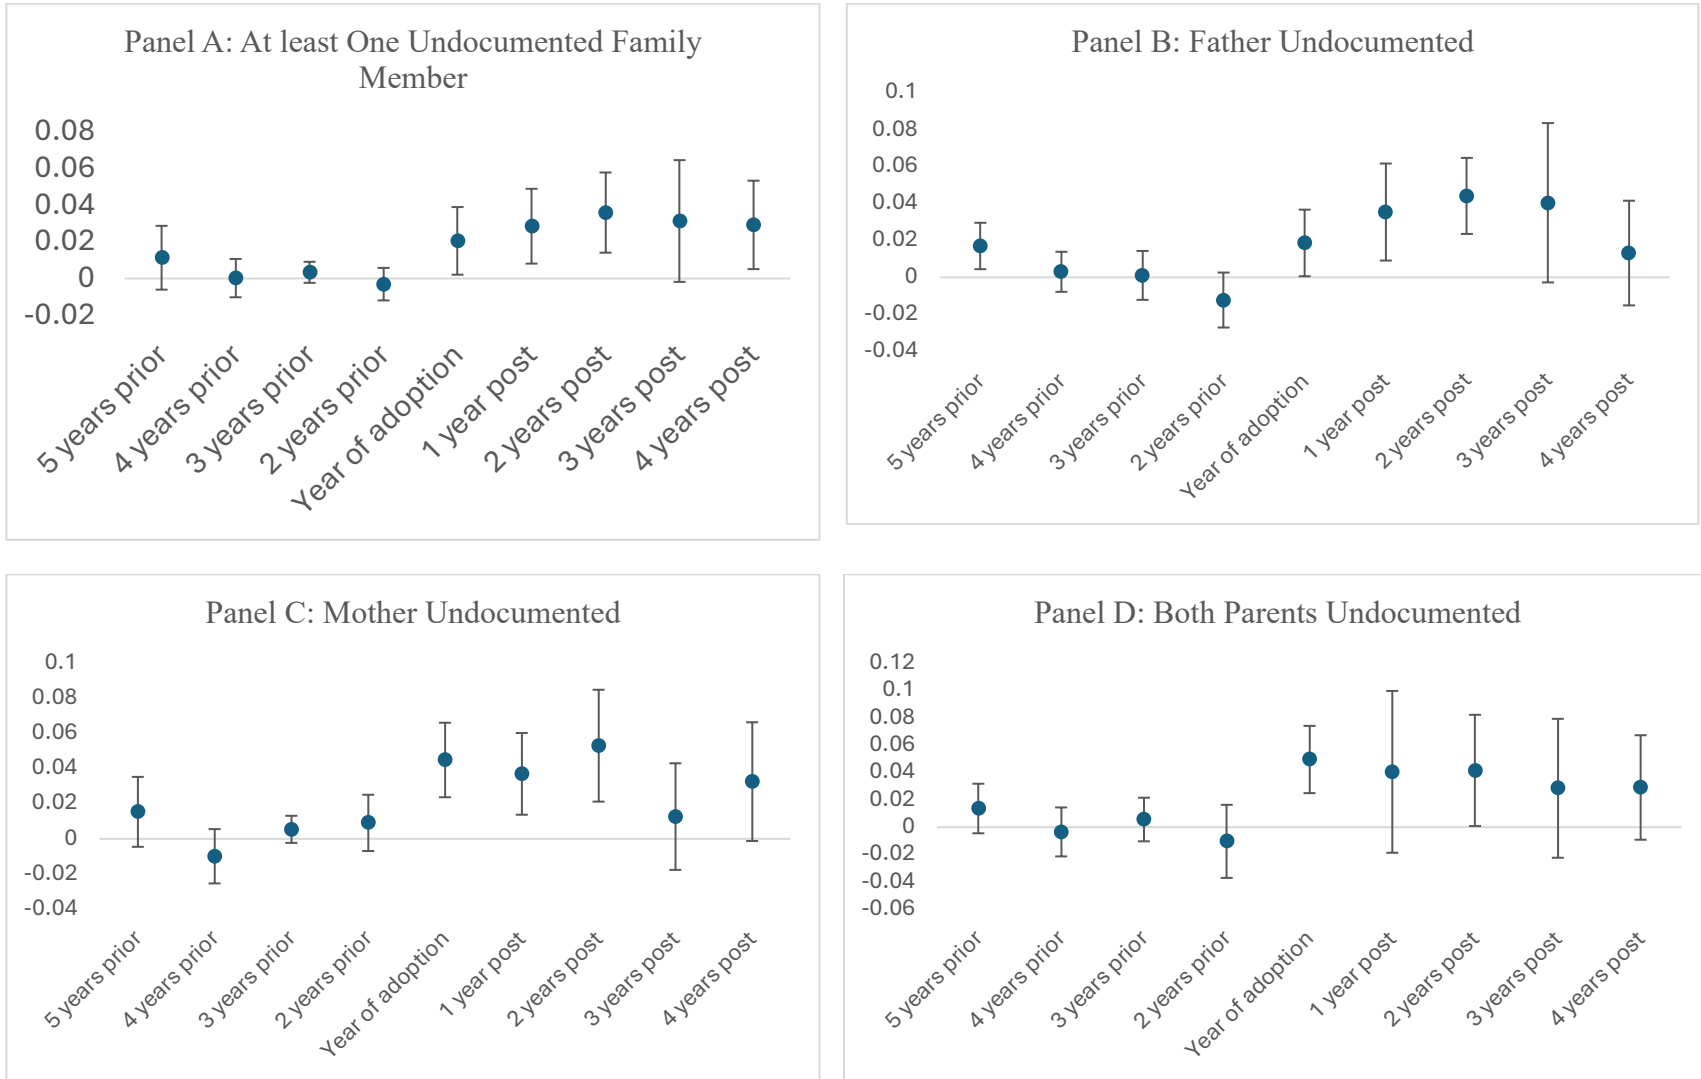 Panel A: At least One Undocumented Family
Member
0.08
0.06
0.04
0.02
0
-0.02
5 years prior
4 years prior
3 years prior
2 years prior
Year of adoption
1 year post
2 years post
3 years post
4 years post
Panel B: Father Undocumented
0.1
0.08
0.06
0.04
0.02
0
-0.02
-0.04
5 years prior
4 years prior
3 years prior
2 years prior
Year of adoption
1 year post
2 years post
3 years post
4 years post
Panel C: Mother Undocumented
0.1
0.08
0.06
0.04
0.02
0
-0.02
-0.04
5 years prior
4 years prior
3 years prior
2 years prior
Year of adoption
1 year post
2 years post
3 years post
4 years post
Panel D: Both Parents Undocumented
0.12
0.1
0.08
0.06
0.04
0.02
0
-0.02
-0.04
-0.06
5 years prior
4 years prior
3 years prior
2 years prior
Year of adoption
1 year post
2 years post
3 years post
4 years post